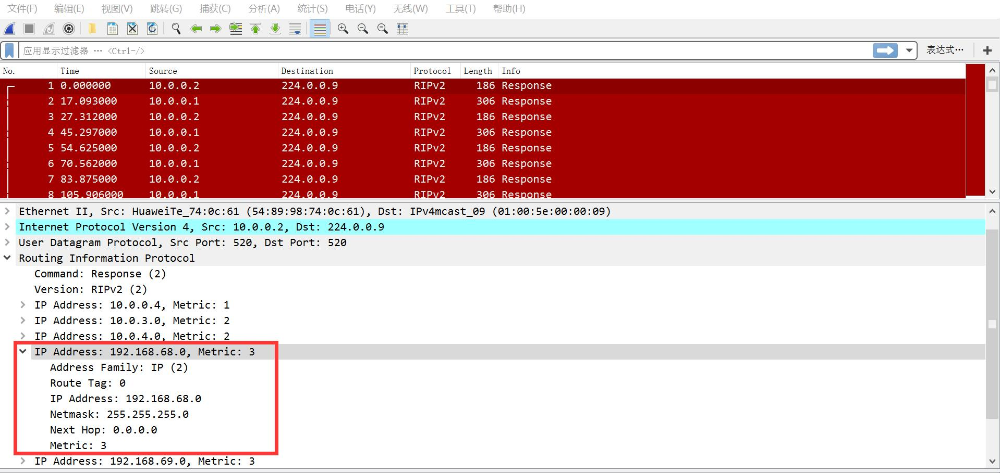 文件(F) 编辑(E) 视图(V) 跳转(G) 捕获(C) 分析(A) 统计(S) 电话(Y) 无线(W) 工具(T) 帮助(H)
应用显示过滤器 … <Ctrl-/> 表达式…
No. Time Source Destination Protocol Length Info
1 0.000000 10.0.0.2 224.0.0.9 RIPv2 186 Response
2 17.093000 10.0.0.1 224.0.0.9 RIPv2 306 Response
3 27.312000 10.0.0.2 224.0.0.9 RIPv2 186 Response
4 45.297000 10.0.0.1 224.0.0.9 RIPv2 306 Response
5 54.625000 10.0.0.2 224.0.0.9 RIPv2 186 Response
6 70.562000 10.0.0.1 224.0.0.9 RIPv2 306 Response
7 83.875000 10.0.0.2 224.0.0.9 RIPv2 186 Response
8 105.906000 10.0.0.1 224.0.0.9 RIPv2 306 Response
Ethernet II, Src: HuaweiTe_74:0c:61 (54:89:98:74:0c:61), Dst: IPv4mcast_09 (01:00:5e:00:00:09)
Internet Protocol Version 4, Src: 10.0.0.2, Dst: 224.0.0.9
User Datagram Protocol, Src Port: 520, Dst Port: 520
Routing Information Protocol
Command: Response (2)
Version: RIPv2 (2)
IP Address: 10.0.0.4, Metric: 1
IP Address: 10.0.3.0, Metric: 2
IP Address: 10.0.4.0, Metric: 2
IP Address: 192.168.68.0, Metric: 3
Address Family: IP (2)
Route Tag: 0
IP Address: 192.168.68.0
Netmask: 255.255.255.0
Next Hop: 0.0.0.0
Metric: 3
IP Address: 192.168.69.0, Metric: 3